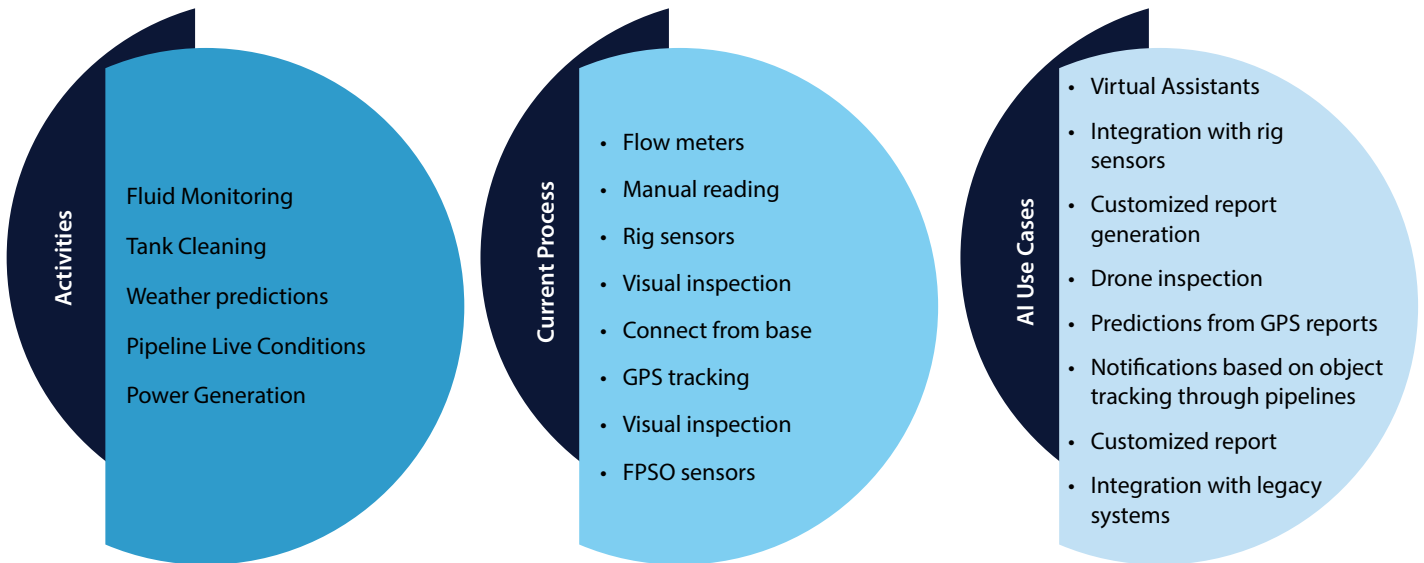 Activities
Fluid Monitoring
Tank Cleaning
Weather predictions
Pipeline Live Conditions
Power Generation
Current Process
• Flow meters
• Manual reading
• Rig sensors
• Visual inspection
• Connect from base
• GPS tracking
• Visual inspection
• FPSO sensors
AI Use Cases
• Virtual Assistants
• Integration with rig
sensors
• Customized report
generation
• Drone inspection
• Predictions from GPS reports
• Notifications based on object
tracking through pipelines
• Customized report
• Integration with legacy
systems